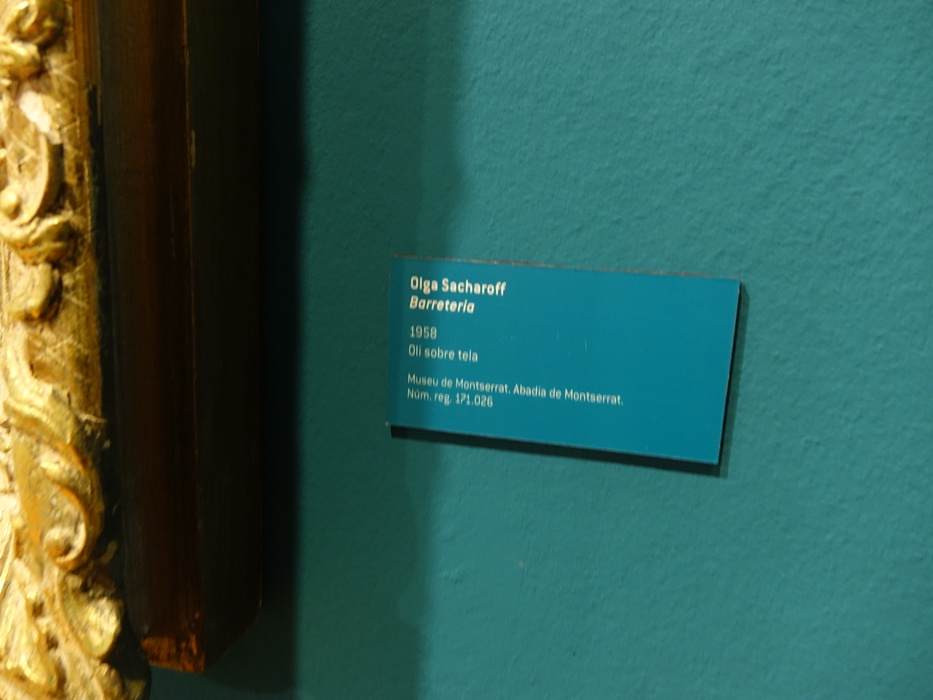 Olga Sacharoff
Barreteria
1958
Oli sobre tela
Museu de Montserrat. Abadia de Montserrat.
Núm. reg. 171.026